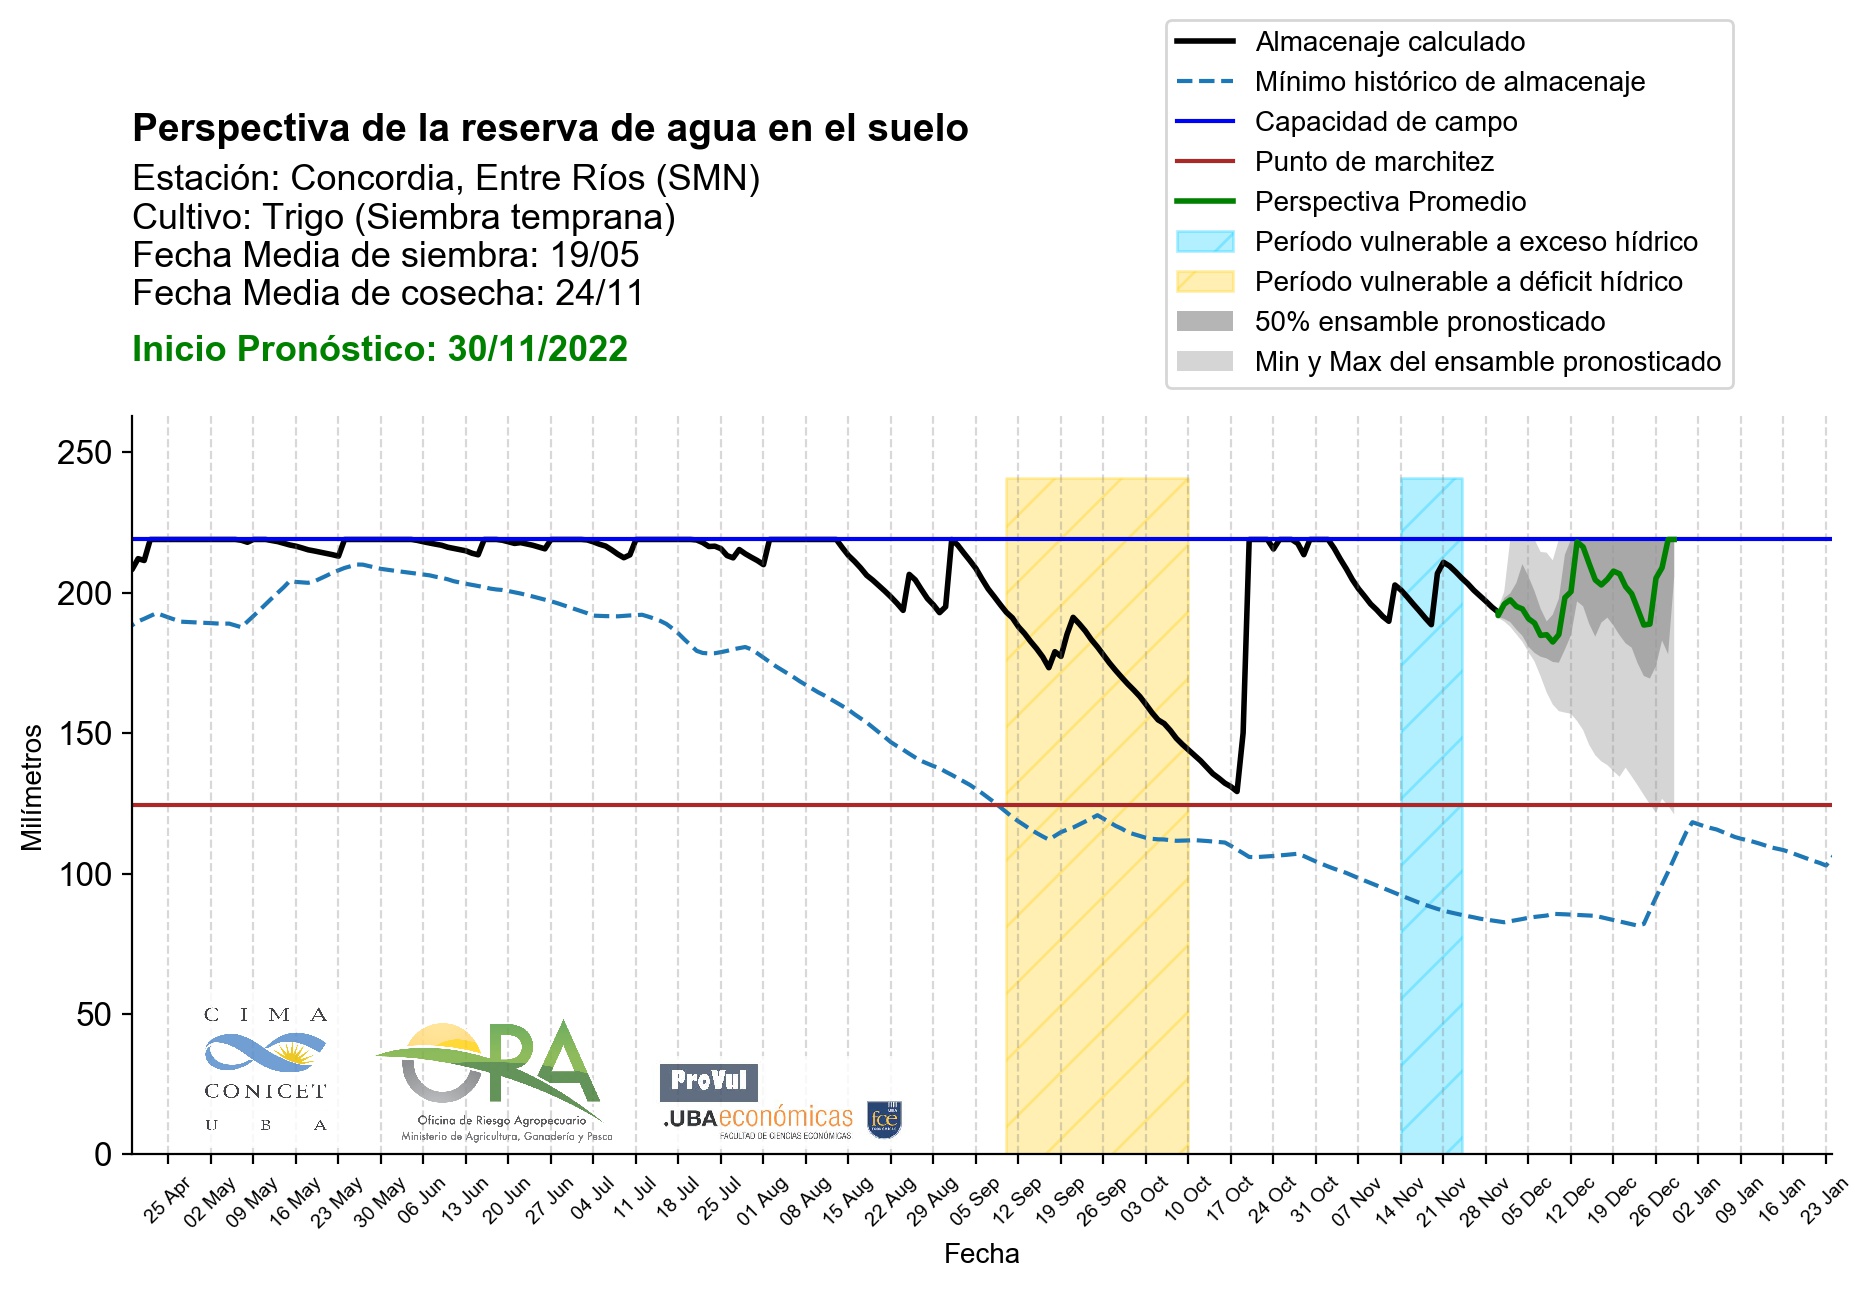 Almacenaje calculado
Mínimo histórico de almacenaje
Capacidad de campo
Punto de marchitez
Perspectiva Promedio
Período vulnerable a exceso hídrico
Período vulnerable a déficit hídrico
50% ensamble pronosticado
Min y Max del ensamble pronosticado
Perspectiva de la reserva de agua en el suelo
Estación: Concordia, Entre Ríos (SMN)
Cultivo: Trigo (Siembra temprana)
Fecha Media de siembra: 19/05
Fecha Media de cosecha: 24/11
Inicio Pronóstico: 30/11/2022
250
200
150
100
50
0
Milímetros
CIMA
CONICET
UBA
ORA
Oficina de Riesgo Agropecuario
Ministerio de Agricultura, Ganadería y Pesca
ProVul
.UBAeconómicas
FACULTAD DE CIENCIAS ECONÓMICAS
UBA
fce
ECONÓMICAS
25 Apr
02 May
09 May
16 May
23 May
30 May
06 Jun
13 Jun
20 Jun
27 Jun
04 Jul
11 Jul
18 Jul
25 Jul
01 Aug
08 Aug
15 Aug
22 Aug
29 Aug
05 Sep
12 Sep
19 Sep
26 Sep
03 Oct
10 Oct
17 Oct
24 Oct
31 Oct
07 Nov
14 Nov
21 Nov
28 Nov
05 Dec
12 Dec
19 Dec
26 Dec
02 Jan
09 Jan
16 Jan
23 Jan
Fecha